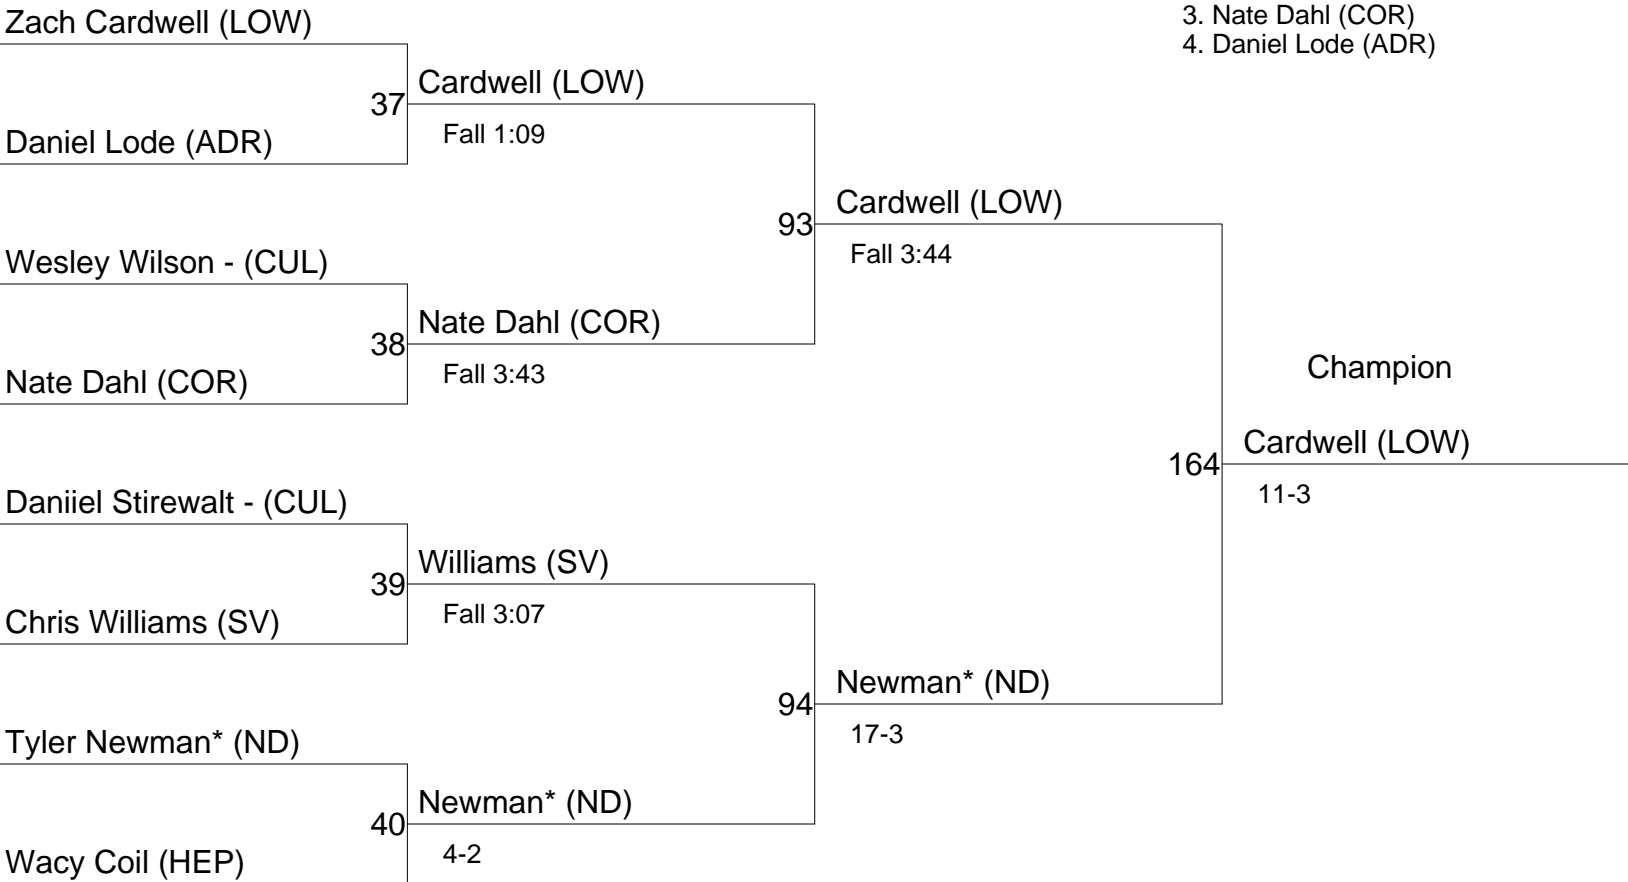 Zach Cardwell (LOW)
3. Nate Dahl (COR)
4. Daniel Lode (ADR)
Cardwell (LOW)
37
Fall 1:09
Daniel Lode (ADR)
Cardwell (LOW)
93
Fall 3:44
Wesley Wilson - (CUL)
Nate Dahl (COR)
38
Fall 3:43
Nate Dahl (COR)
Champion
Cardwell (LOW)
164
11-3
Daniiel Stirewalt - (CUL)
Williams (SV)
39
Fall 3:07
Chris Williams (SV)
Newman* (ND)
94
17-3
Tyler Newman* (ND)
Newman* (ND)
40
4-2
Wacy Coil (HEP)